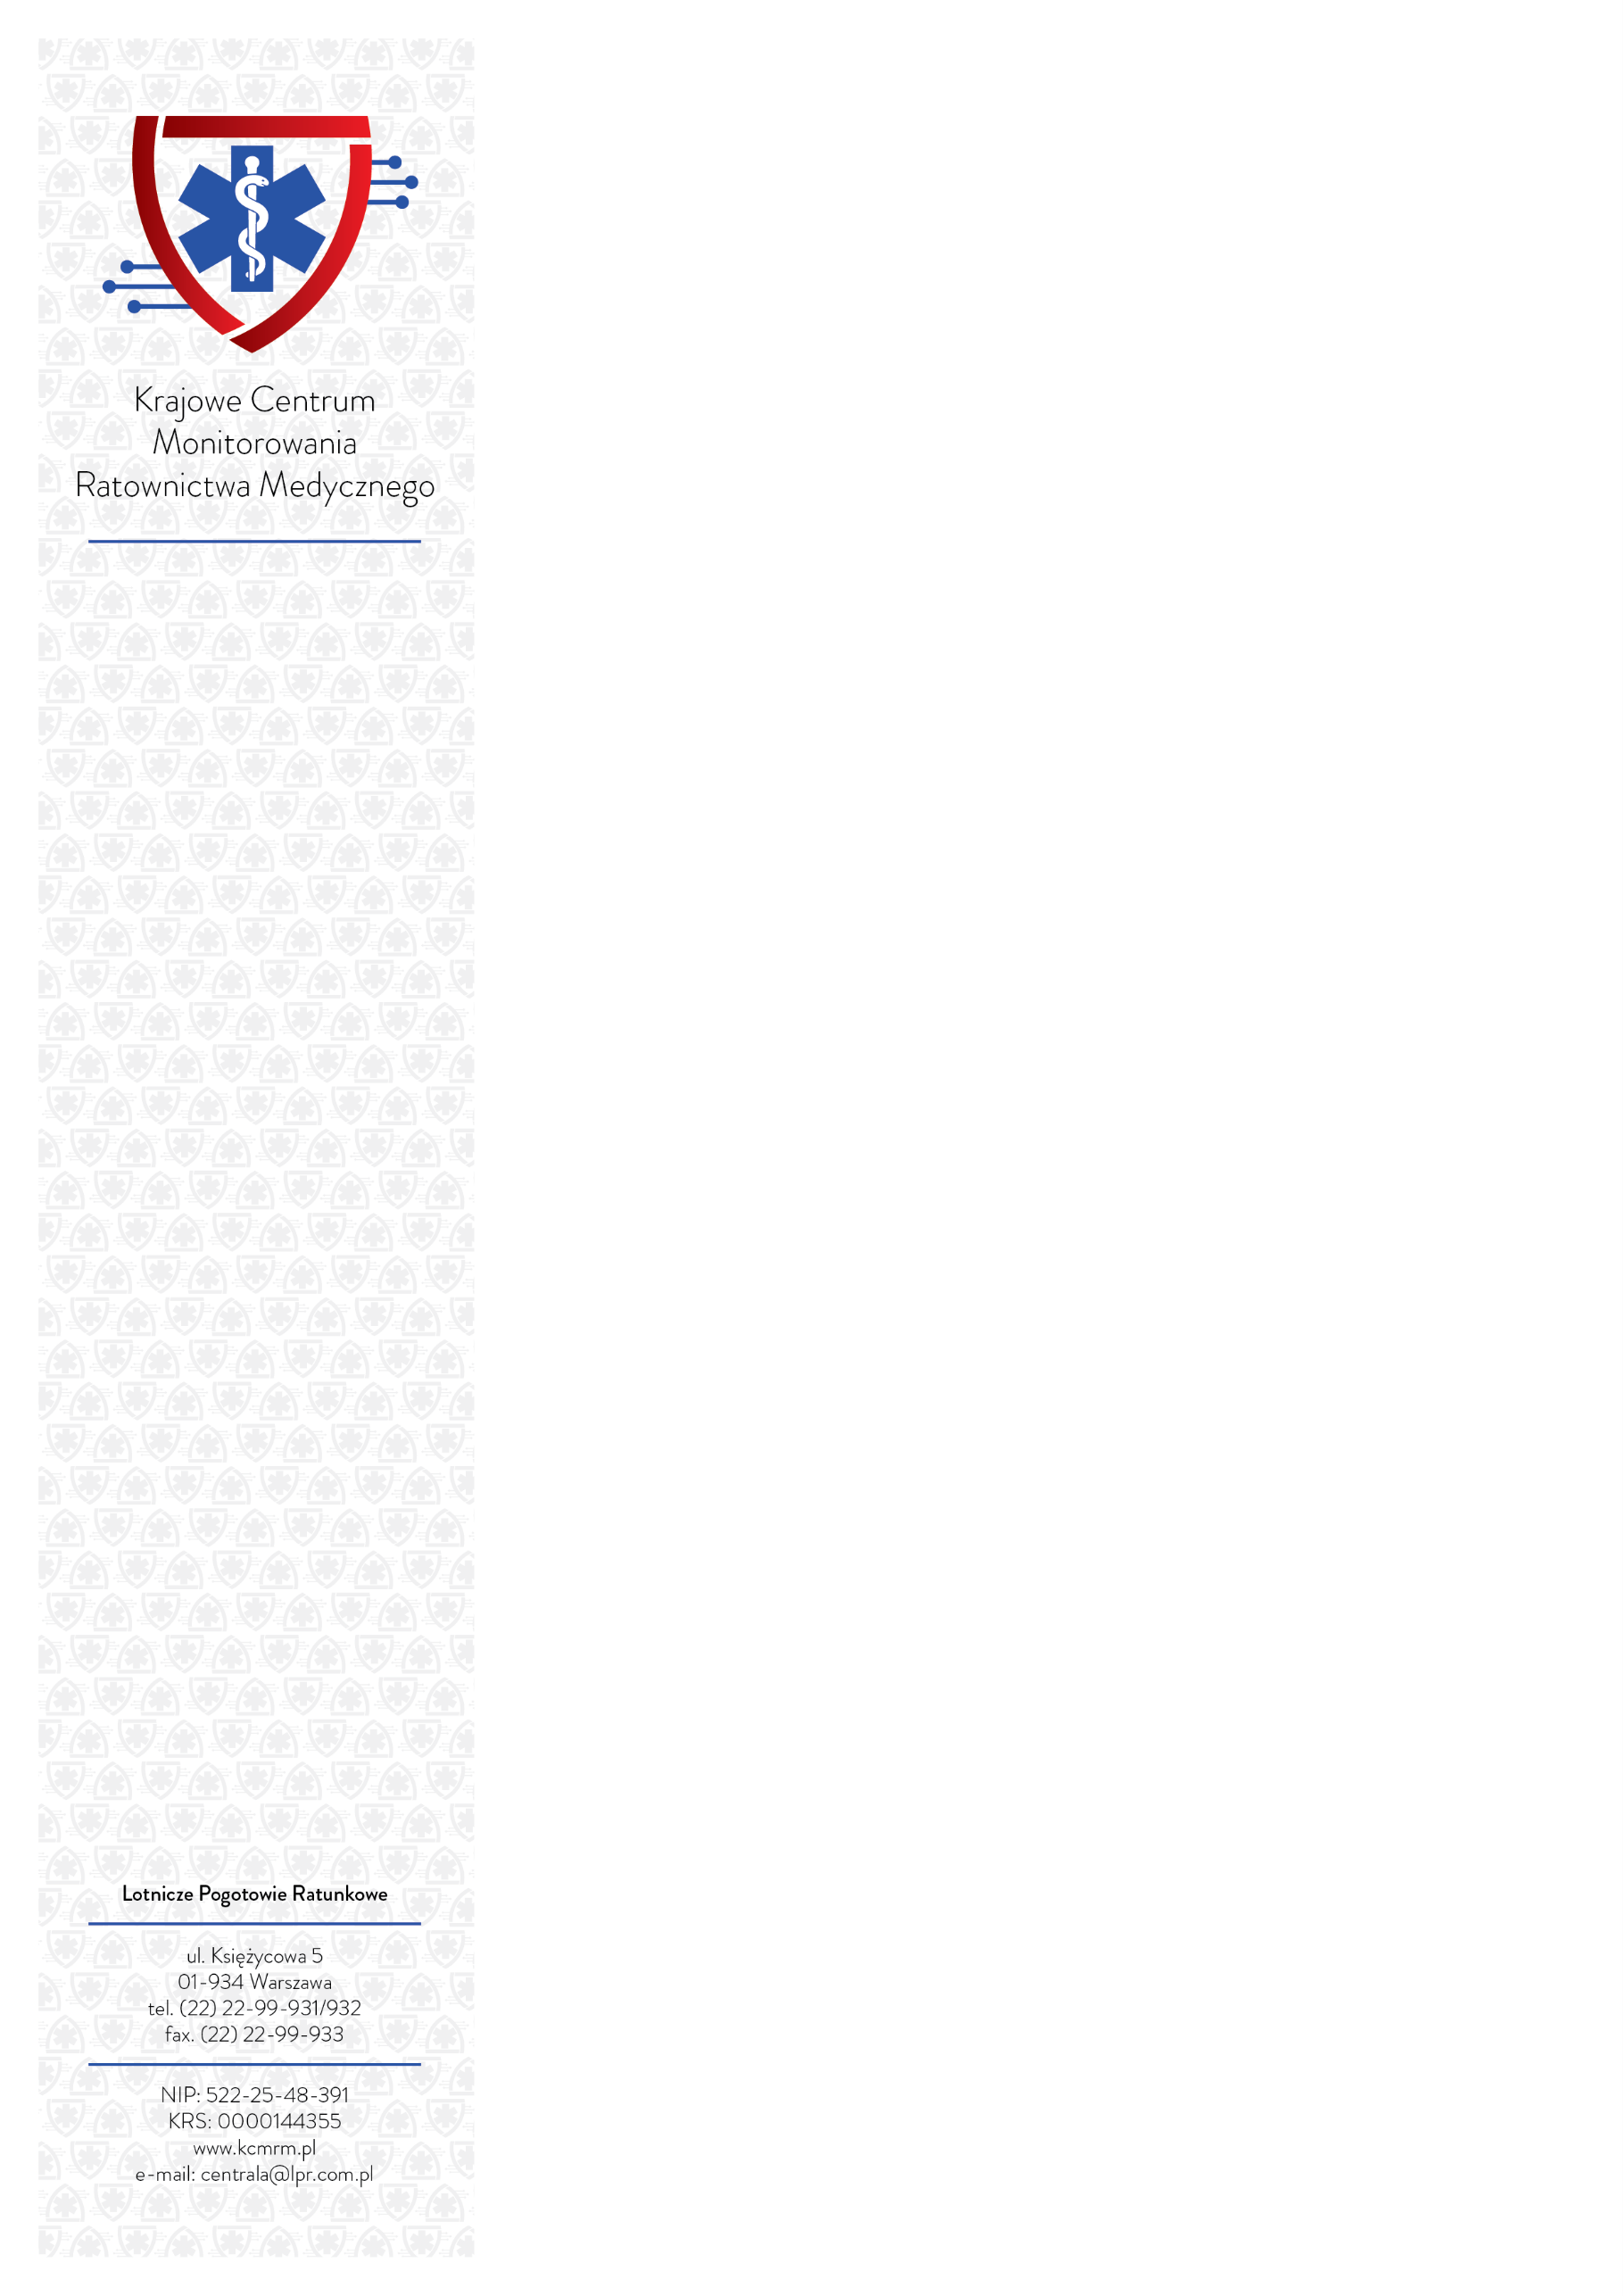 Krajowe Centrum
Monitorowania
Ratownictwa Medycznego
Lotnicze Pogotowie Ratunkowe
ul. Księżycowa 5
01-934 Warszawa
tel. (22) 22-99-931/932
fax. (22) 22-99-933
NIP: 522-25-48-391
KRS: 0000144355
www.kcmrm.pl
e-mail: centrala@lpr.com.pl